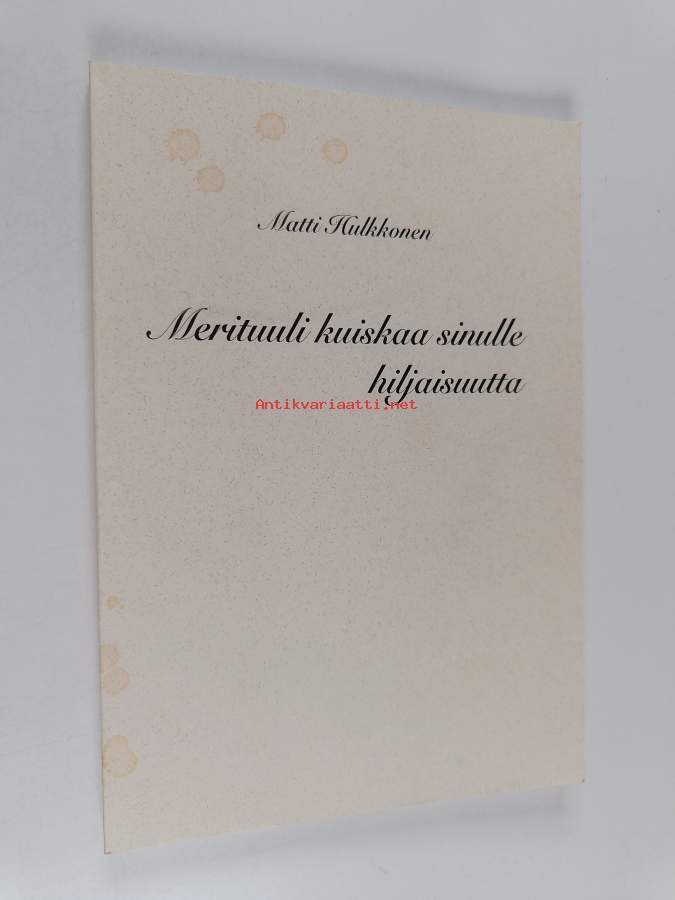 Matti Hulkkonen
Merituuli kuiskaa sinulle
hiljaisuutta
Antikvariaatti.net